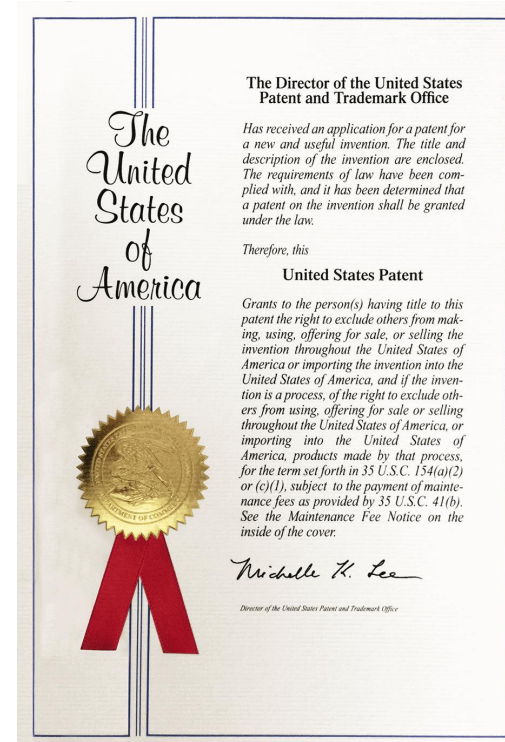 The
United
States
of
America
The Director of the United States
Patent and Trademark Office
Has received an application for a patent for
a new and useful invention. The title and
description of the invention are enclosed.
The requirements of law have been com-
plied with, and it has been determined that
a patent on the invention shall be granted
under the law.
Therefore, this
United States Patent
Grants to the person(s) having title to this
patent the right to exclude others from mak-
ing, using, offering for sale, or selling the
invention throughout the United States of
America or importing the invention into the
United States of America, and if the inven-
tion is a process, of the right to exclude oth-
ers from using, offering for sale or selling
throughout the United States of America, or
importing into the United States of
America, products made by that process,
for the term set forth in 35 U.S.C. 154(a)(2)
or (c)(1), subject to the payment of mainte-
nance fees as provided by 35 U.S.C. 41(b).
See the Maintenance Fee Notice on the
inside of the cover.
Michelle K. Lee
Director of the United States Patent and Trademark Office